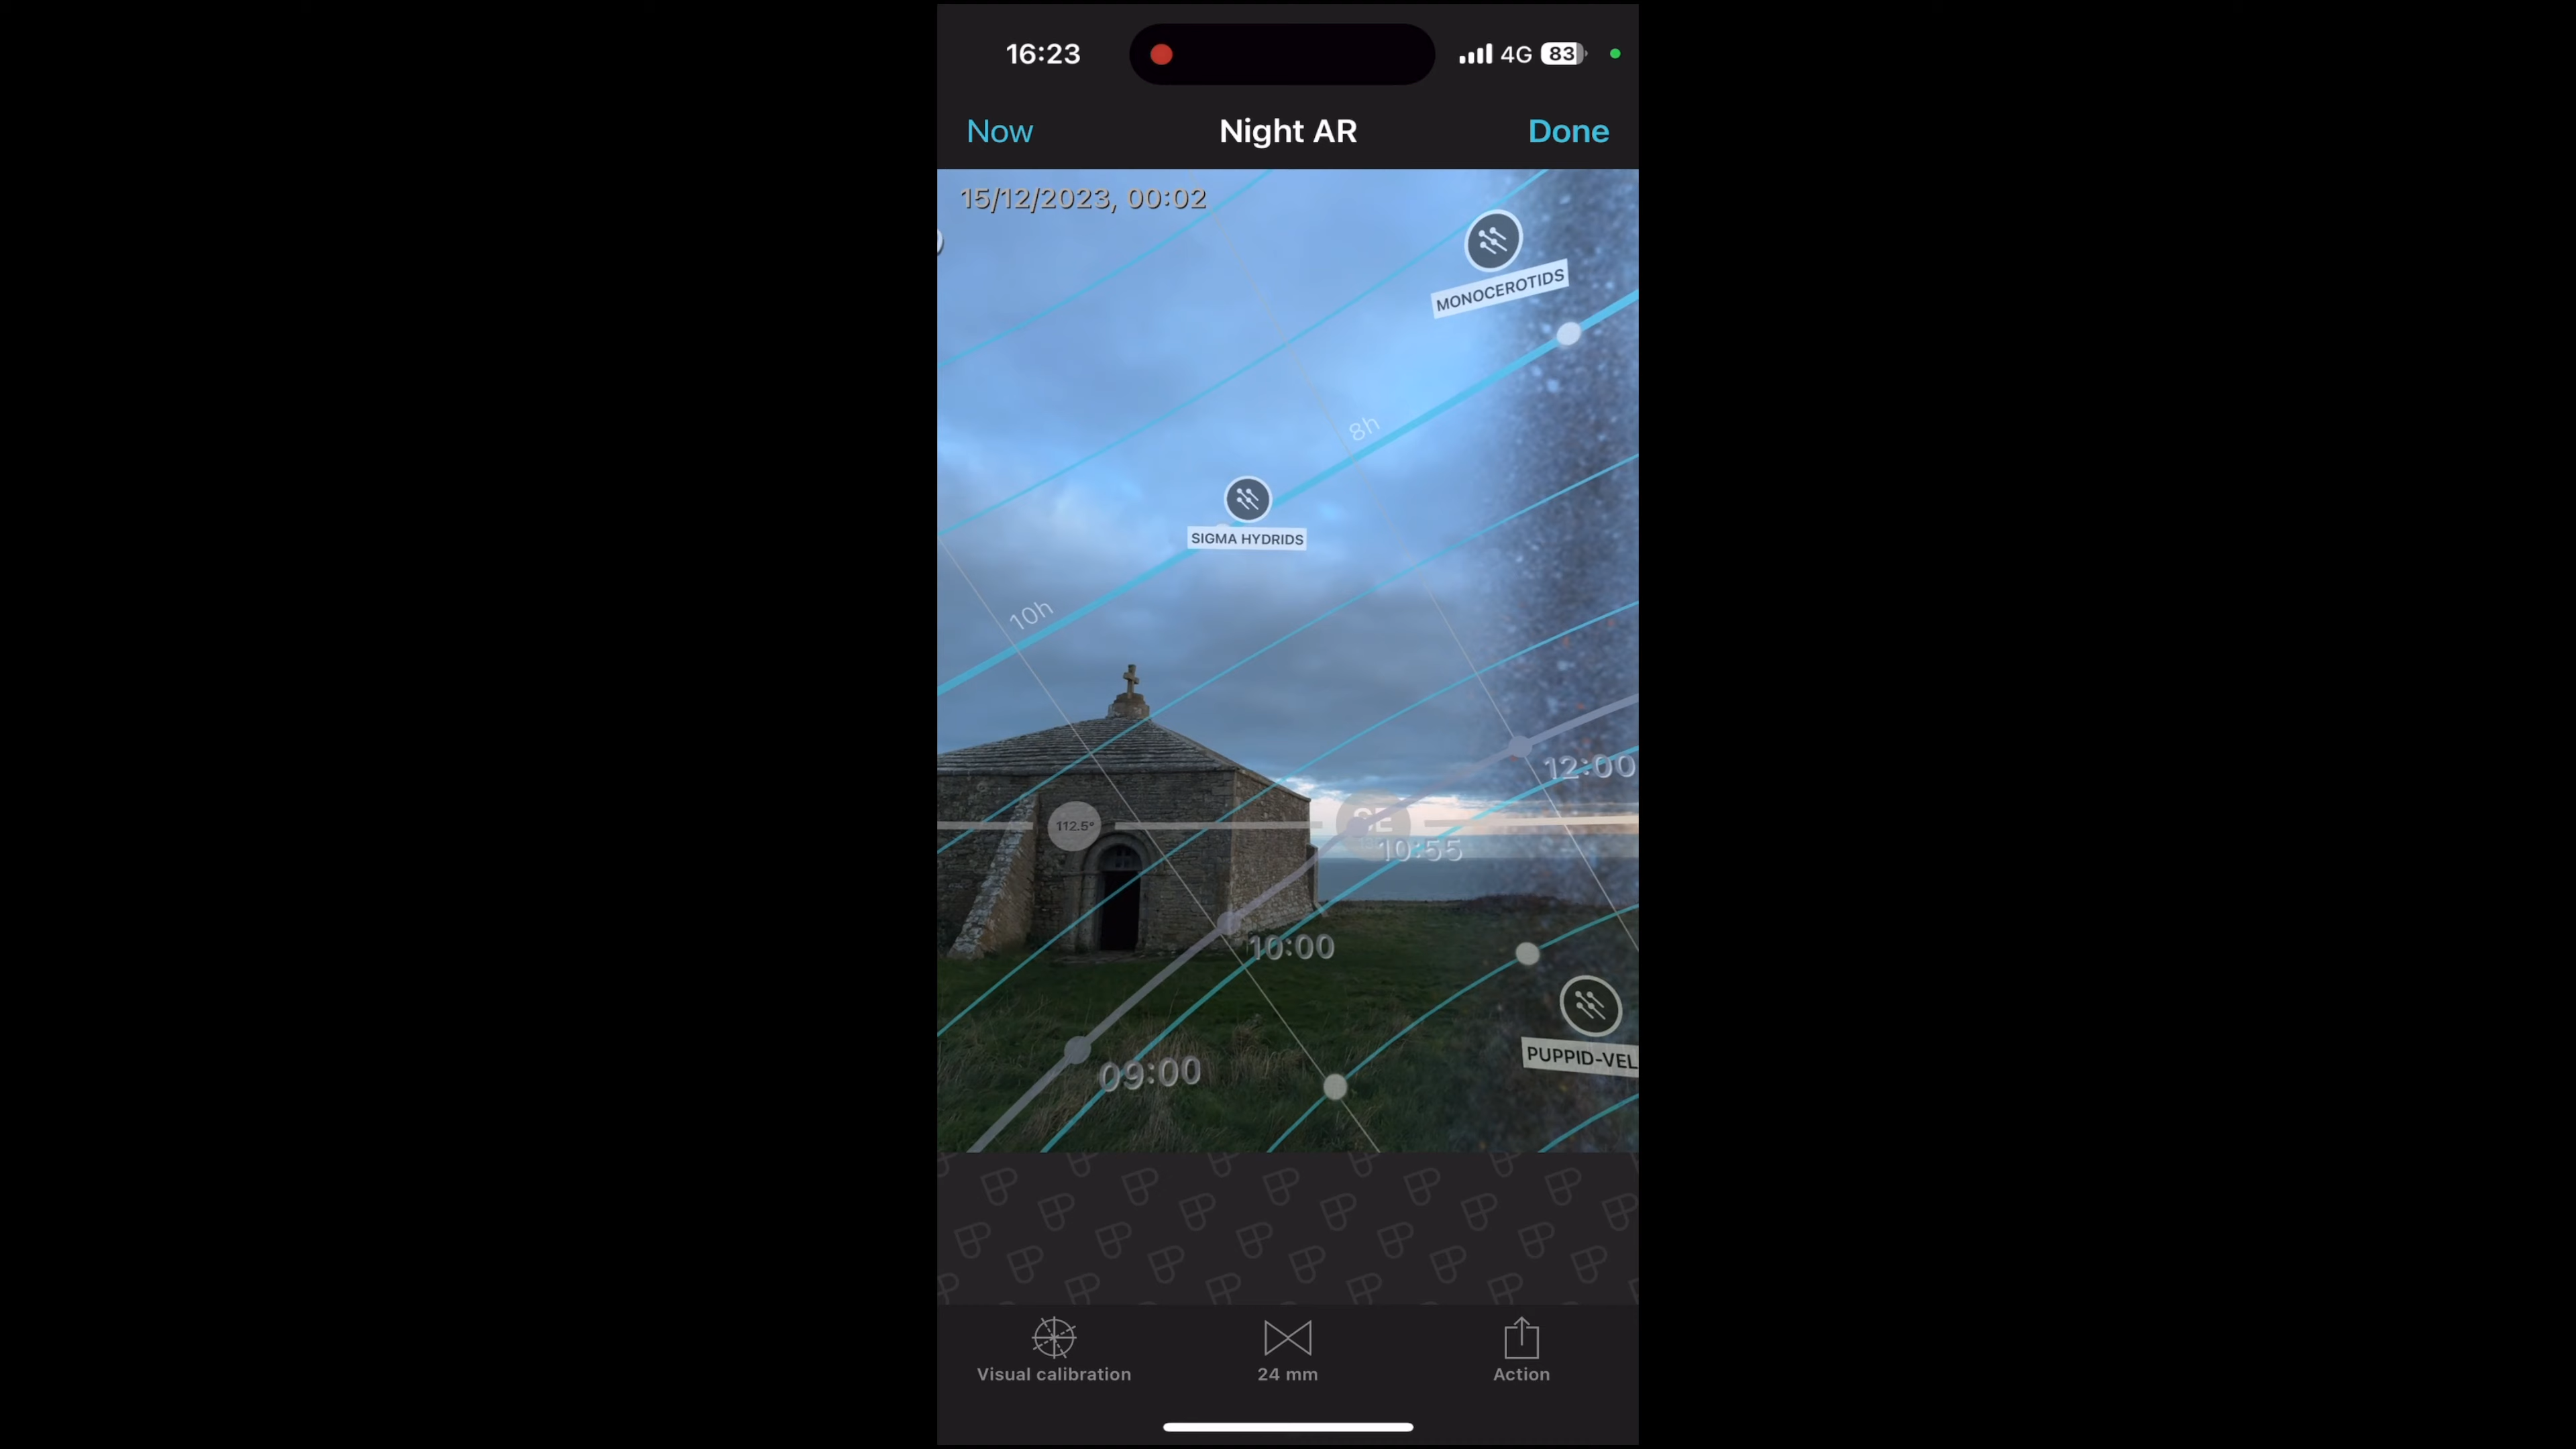 16:23
4G 83
Now Night AR Done
15/12/2023, 00:02
MONOCEROTIDS
8h
SIGMA HYDRIDS
10h
12:00
112.5°
SE
10:55
10:00
PUPPID-VEL
09:00
Visual calibration 24 mm Action